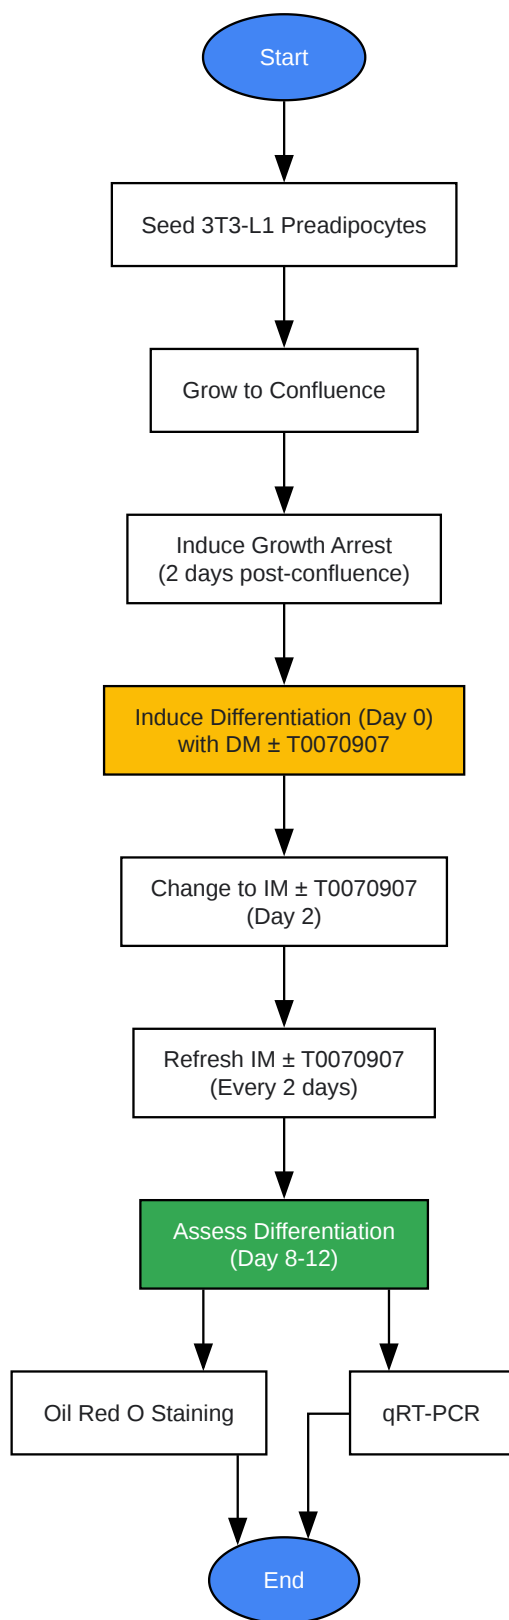 Start
Seed 3T3-L1 Preadipocytes
Grow to Confluence
Induce Growth Arrest
(2 days post-confluence)
Induce Differentiation (Day 0)
with DM ± T0070907
Change to IM ± T0070907
(Day 2)
Refresh IM ± T0070907
(Every 2 days)
Assess Differentiation
(Day 8-12)
Oil Red O Staining
qRT-PCR
End